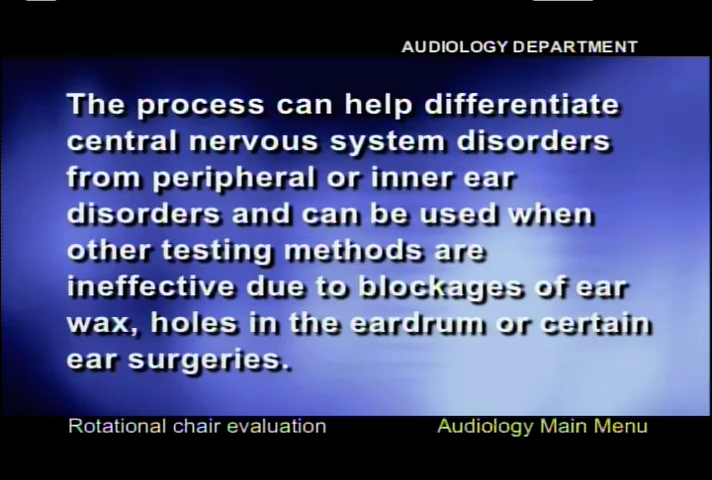 AUDIOLOGY DEPARTMENT
The process can help differentiate
central nervous system disorders
from peripheral or inner ear
disorders and can be used when
other testing methods are
ineffective due to blockages of ear
wax, holes in the eardrum or certain
ear surgeries.
Rotational chair evaluation
Audiology Main Menu